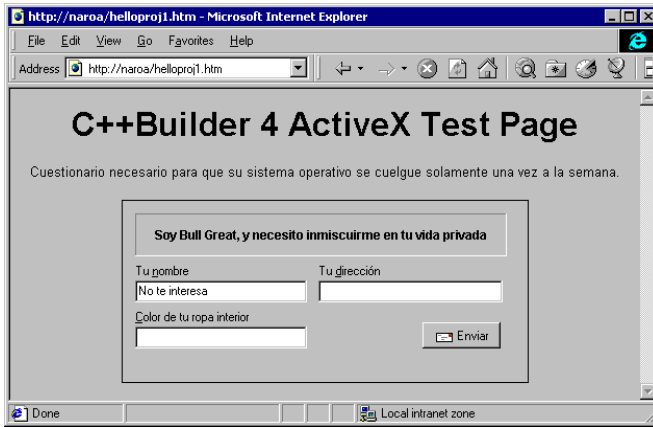 http://naroa/helloproj1.htm - Microsoft Internet Explorer
File Edit View Go Favorites Help
Address http://naroa/helloproj1.htm
C++Builder 4 ActiveX Test Page
Cuestionario necesario para que su sistema operativo se cuelgue solamente una vez a la semana.
Soy Bull Great, y necesito inmiscuirme en tu vida privada
Tu nombre Tu dirección
No te interesa
Color de tu ropa interior
Enviar
Done Local intranet zone